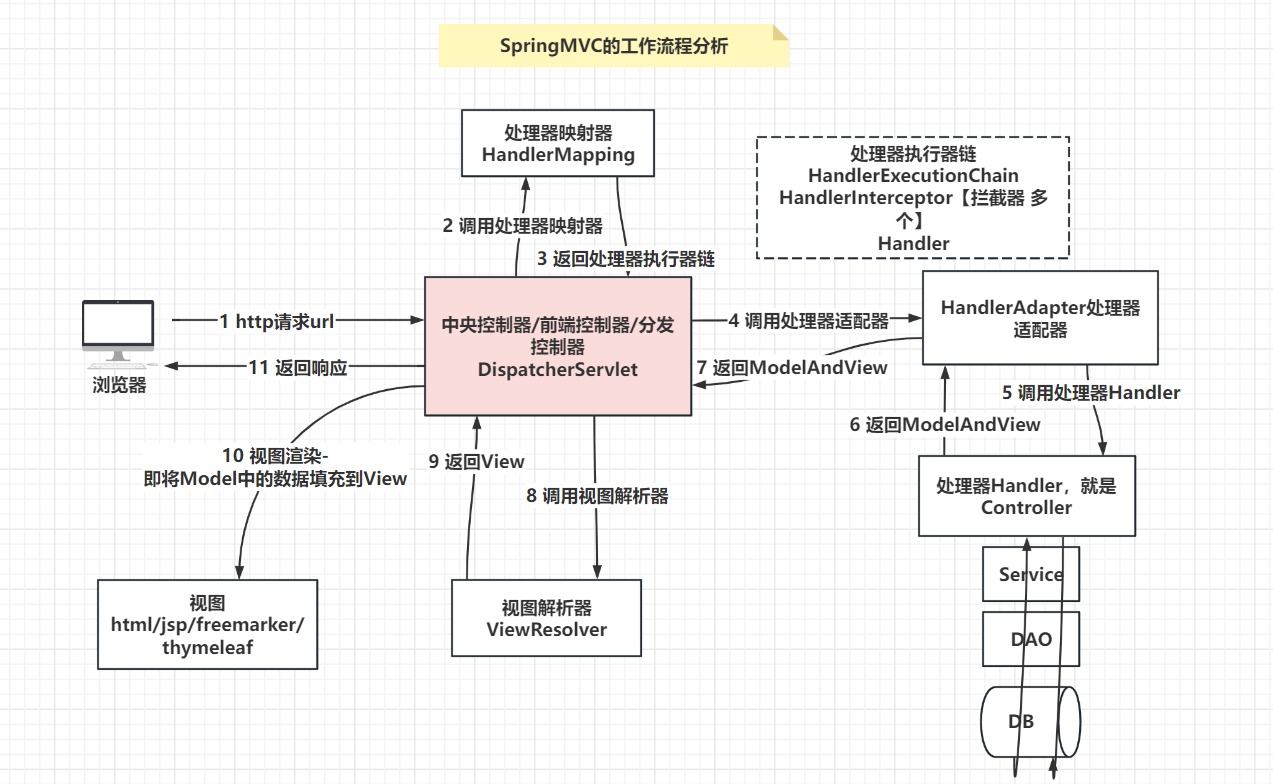 SpringMVC的工作流程分析
处理器映射器
HandlerMapping
处理器执行器链
HandlerExecutionChain
HandlerInterceptor【拦截器 多
个】
Handler
2 调用处理器映射器
3 返回处理器执行器链
1 http请求url
中央控制器/前端控制器/分发
控制器
DispatcherServlet
4 调用处理器适配器
HandlerAdapter处理器
适配器
11 返回响应
7 返回ModelAndView
浏览器
5 调用处理器Handler
6 返回ModelAndView
10 视图渲染-
即将Model中的数据填充到View
9 返回View
8 调用视图解析器
处理器Handler，就是
Controller
Service
视图
html/jsp/freemarker/
thymeleaf
视图解析器
ViewResolver
DAO
DB